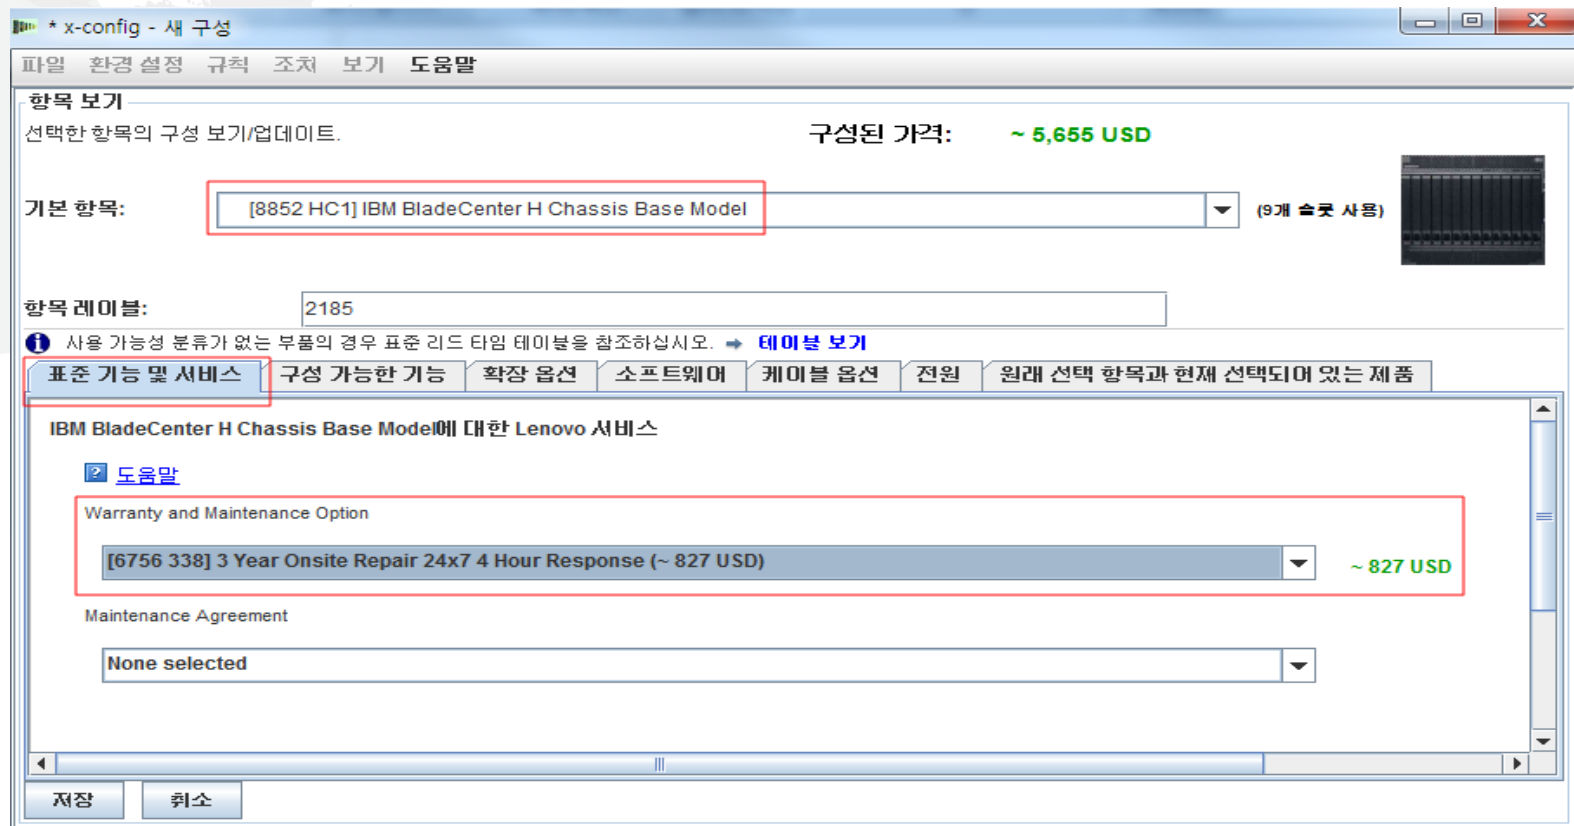 * x-config - 새 구성
파일 환경 설정 규칙 조치 보기 도움말
항목 보기
선택한 항목의 구성 보기/업데이트.
구성된 가격: ~ 5,655 USD
기본 항목: [8852 HC1] IBM BladeCenter H Chassis Base Model (9개 슬롯 사용)
항목 레이블: 2185
사용 가능성 분류가 없는 부품의 경우 표준 리드 타임 테이블을 참조하십시오. 테이블 보기
표준 기능 및 서비스 구성 가능한 기능 확장 옵션 소프트웨어 케이블 옵션 전원 원래 선택 항목과 현재 선택되어 있는 제품
IBM BladeCenter H Chassis Base Model에 대한 Lenovo 서비스
? 도움말
Warranty and Maintenance Option
[6756 338] 3 Year Onsite Repair 24x7 4 Hour Response (~ 827 USD) ~ 827 USD
Maintenance Agreement
None selected
저장 취소